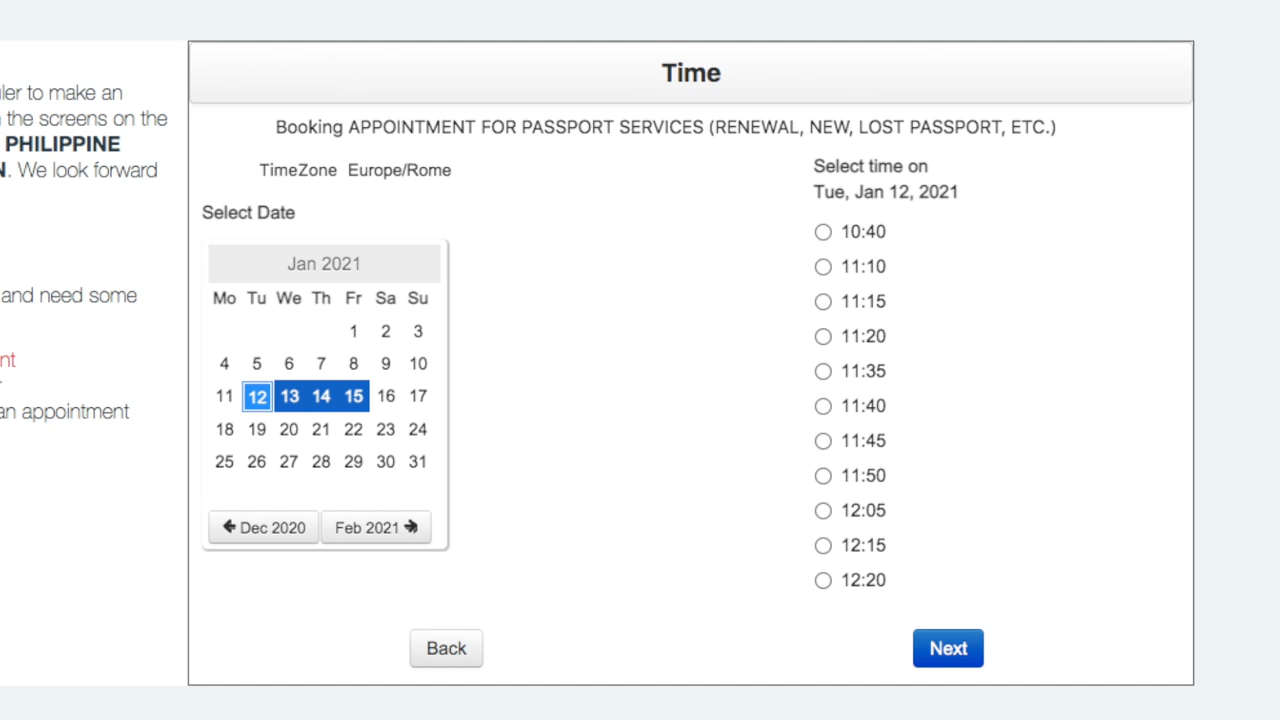 ler to make an
the screens on the
PHILIPPINE
N. We look forward
and need some
nt
an appointment
Time
Booking APPOINTMENT FOR PASSPORT SERVICES (RENEWAL, NEW, LOST PASSPORT, ETC.)
TimeZone Europe/Rome
Select Date
Jan 2021
Mo Tu We Th Fr Sa Su
1 2 3
4 5 6 7 8 9 10
11 12 13 14 15 16 17
18 19 20 21 22 23 24
25 26 27 28 29 30 31
Dec 2020 Feb 2021
Select time on
Tue, Jan 12, 2021
10:40
11:10
11:15
11:20
11:35
11:40
11:45
11:50
12:05
12:15
12:20
Back Next